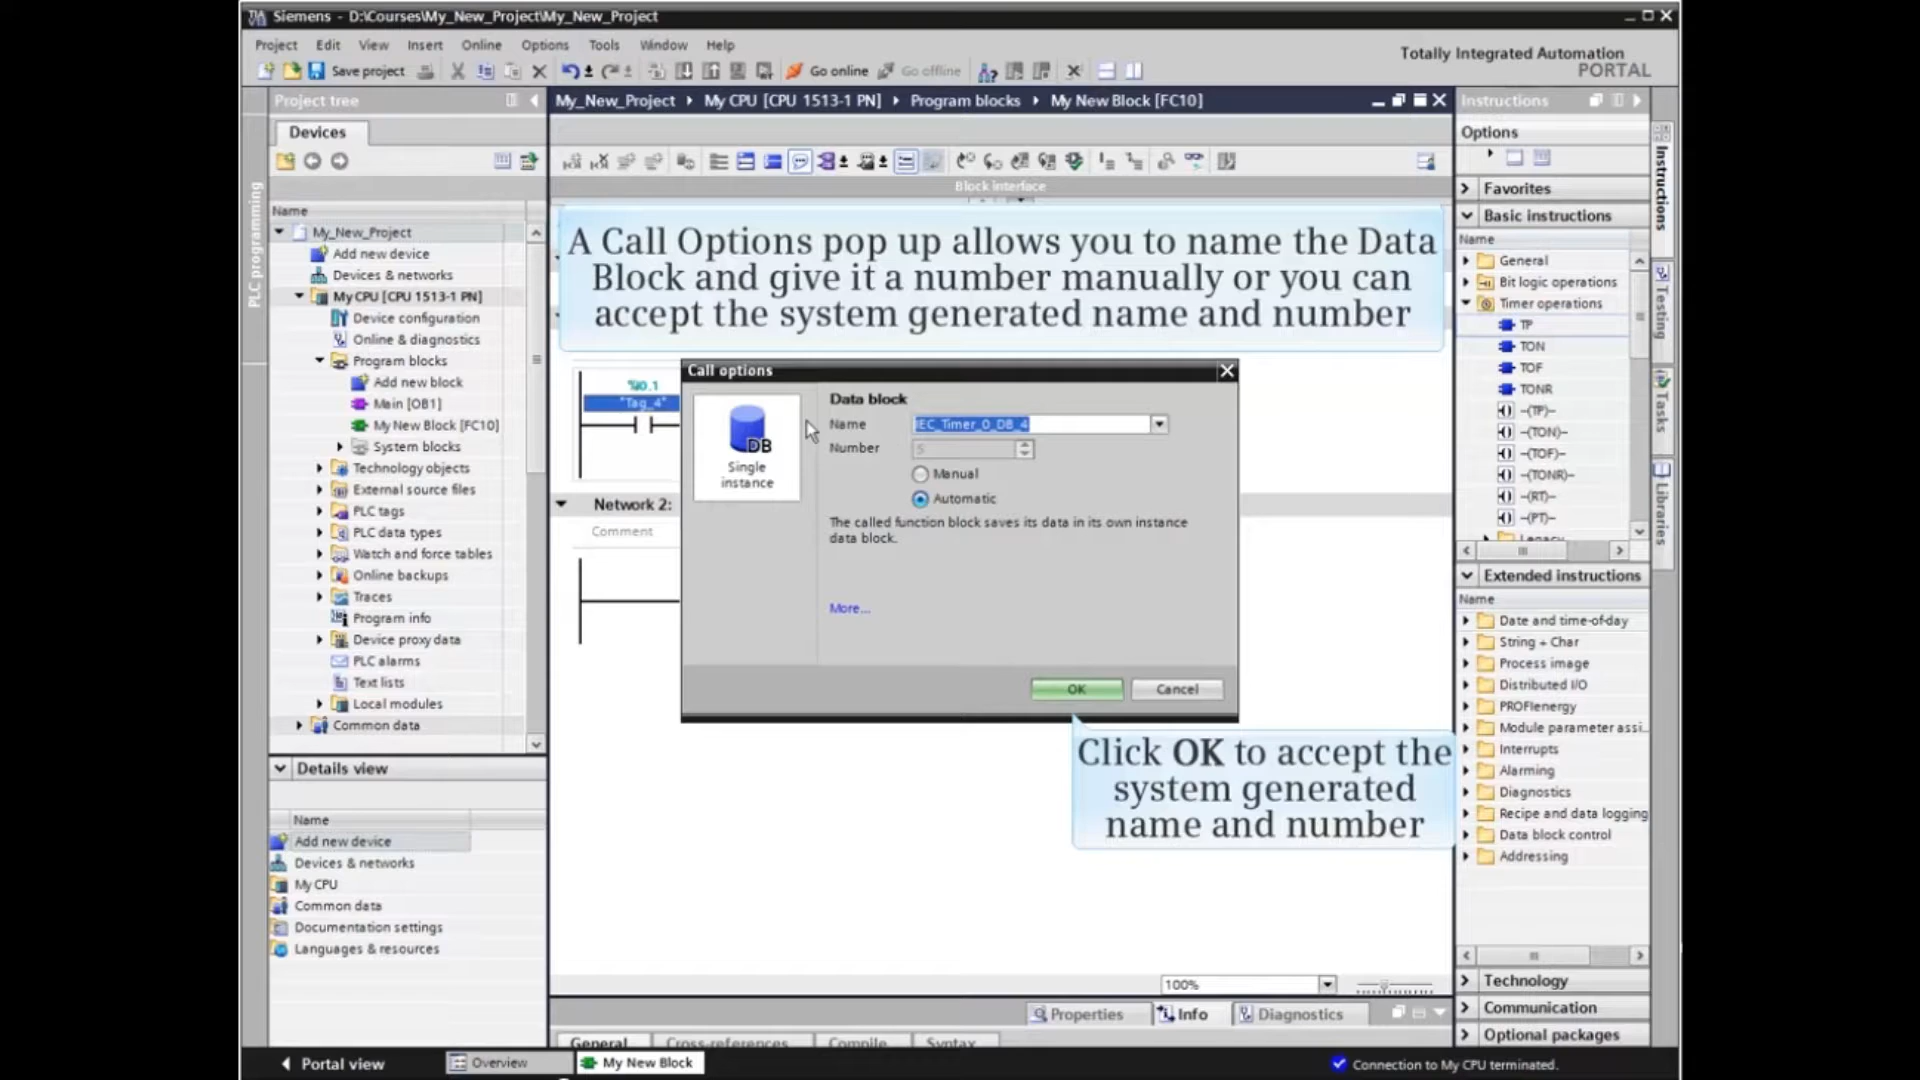 Siemens - D:\Courses\My_New_Project\My_New_Project
Project Edit View Insert Online Options Tools Window Help
Totally Integrated Automation
PORTAL
Save project Go online Go offline
Project tree
My_New_Project My CPU [CPU 1513-1 PN] Program blocks My New Block [FC10]
Instructions
Devices
Options
PLC programming
Block interface
Favorites
Basic instructions
Name
Name
My_New_Project
Add new device
Devices & networks
My CPU [CPU 1513-1 PN]
Device configuration
Online & diagnostics
Program blocks
Add new block
Main [OB1]
My New Block [FC10]
System blocks
Technology objects
External source files
PLC tags
PLC data types
Watch and force tables
Online backups
Traces
Program info
Device proxy data
PLC alarms
Text lists
Local modules
Common data
Details view
Name
Add new device
Devices & networks
My CPU
Common data
Documentation settings
Languages & resources
A Call Options pop up allows you to name the Data
Block and give it a number manually or you can
accept the system generated name and number
%I0.1
"Tag_4"
Network 2:
Comment
Call options
DB
Single
instance
Data block
Name IEC_Timer_0_DB_4
Number 5
Manual
Automatic
The called function block saves its data in its own instance
data block.
More...
OK Cancel
Click OK to accept the
system generated
name and number
100%
Properties Info Diagnostics
General Cross-references Compile Syntax
General
Bit logic operations
Timer operations
TP
TON
TOF
TONR
-(TP)-
-(TON)-
-(TOF)-
-(TONR)-
-(RT)-
-(PT)-
Legacy
Extended instructions
Name
Date and time-of-day
String + Char
Process image
Distributed I/O
PROFIenergy
Module parameter assi..
Interrupts
Alarming
Diagnostics
Recipe and data logging
Data block control
Addressing
Technology
Communication
Optional packages
Instructions
Testing
Tasks
Libraries
Portal view Overview My New Block
Connection to My CPU terminated.